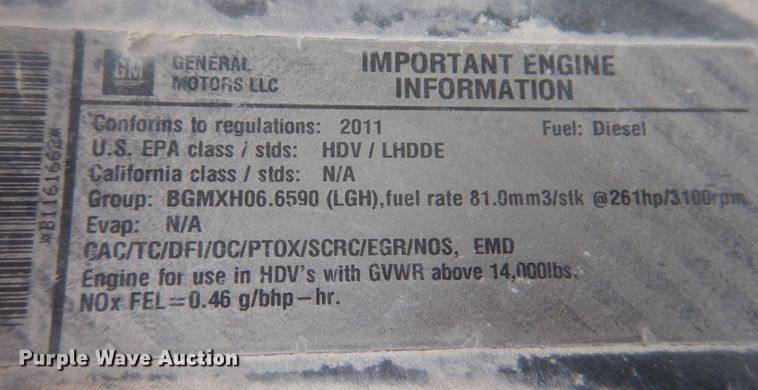 GM
GENERAL
MOTORS LLC
IMPORTANT ENGINE
INFORMATION
Conforms to regulations: 2011 Fuel: Diesel
U.S. EPA class / stds: HDV / LHDDE
California class / stds: N/A
Group: BGMXH06.6590 (LGH),fuel rate 81.0mm3/stk @261hp/3100rpm
Evap: N/A
CAC/TC/DFI/OC/PTOX/SCRC/EGR/NOS, EMD
Engine for use in HDV's with GVWR above 14,000lbs.
NOx FEL=0.46 g/bhp-hr.
*B1161662*
Purple Wave Auction